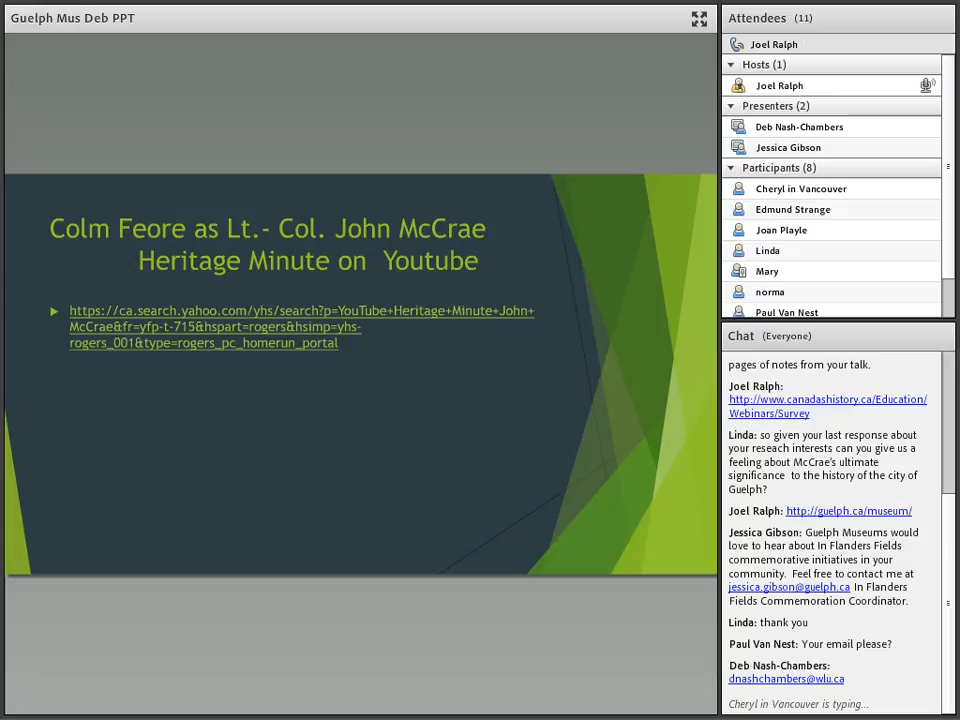 Guelph Mus Deb PPT
Colm Feore as Lt.- Col. John McCrae
Heritage Minute on Youtube
https://ca.search.yahoo.com/yhs/search?p=YouTube+Heritage+Minute+John+
McCrae&fr=yfp-t-715&hspart=rogers&hsimp=yhs-
rogers_001&type=rogers_pc_homerun_portal
Attendees (11)
Joel Ralph
Hosts (1)
Joel Ralph
Presenters (2)
Deb Nash-Chambers
Jessica Gibson
Participants (8)
Cheryl in Vancouver
Edmund Strange
Joan Playle
Linda
Mary
norma
Paul Van Nest
Chat (Everyone)
pages of notes from your talk.
Joel Ralph:
http://www.canadashistory.ca/Education/
Webinars/Survey
Linda: so given your last response about
your reseach interests can you give us a
feeling about McCrae's ultimate
significance to the history of the city of
Guelph?
Joel Ralph: http://guelph.ca/museum/
Jessica Gibson: Guelph Museums would
love to hear about In Flanders Fields
commemorative initiatives in your
community. Feel free to contact me at
jessica.gibson@guelph.ca In Flanders
Fields Commemoration Coordinator.
Linda: thank you
Paul Van Nest: Your email please?
Deb Nash-Chambers:
dnashchambers@wlu.ca
Cheryl in Vancouver is typing...